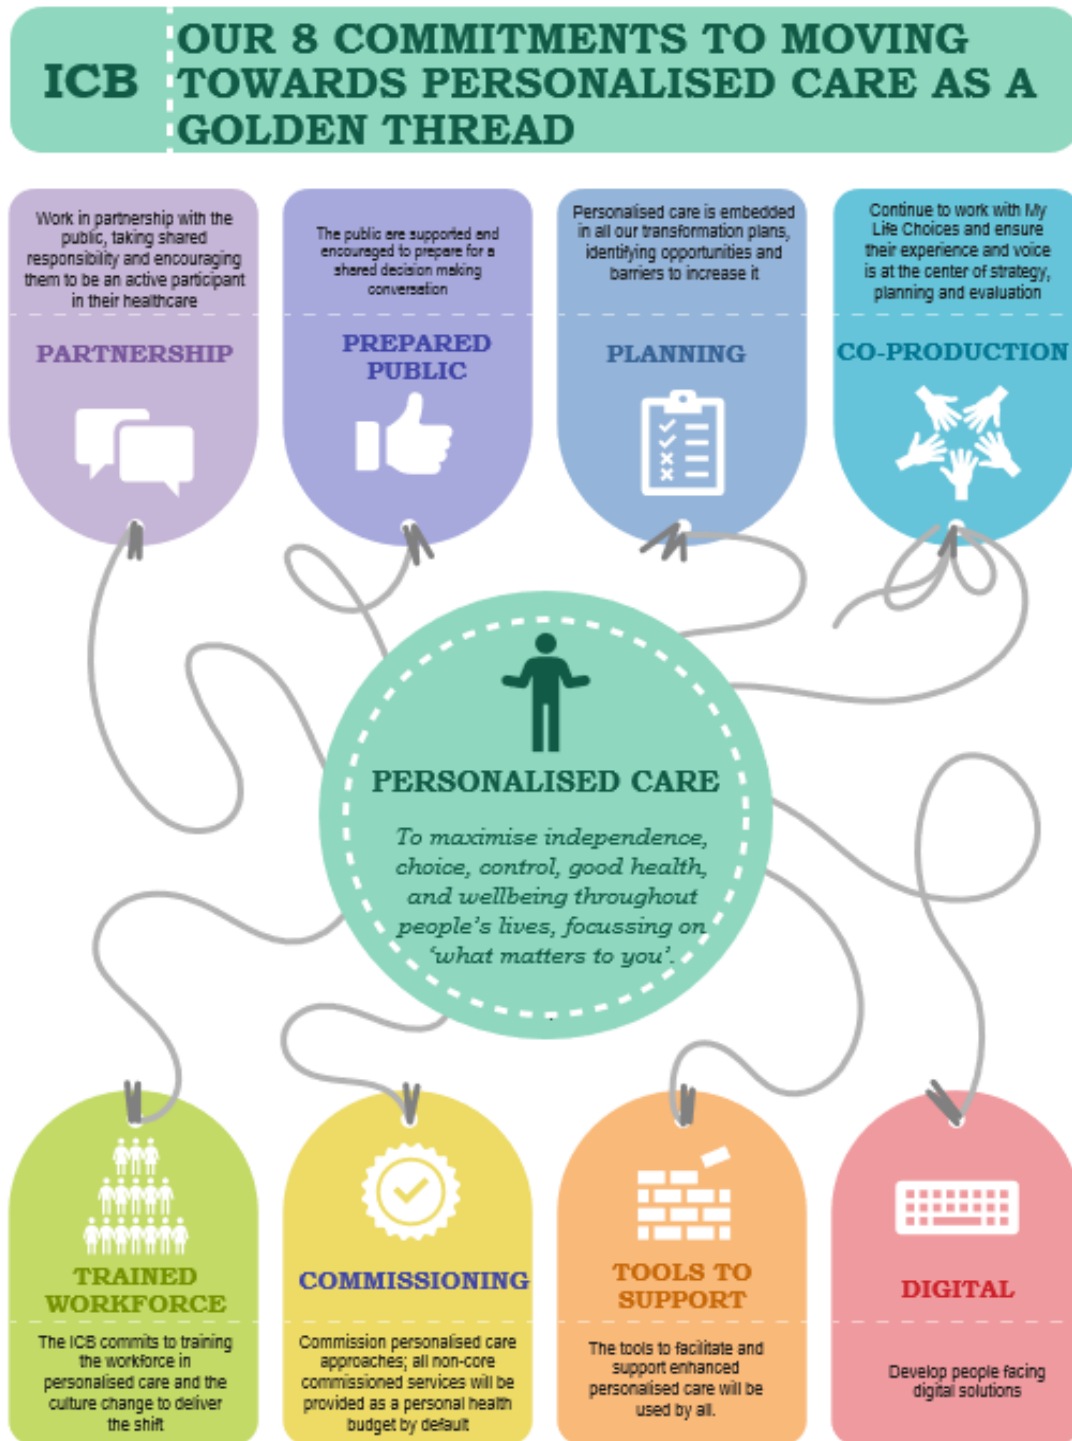 ICB
OUR 8 COMMITMENTS TO MOVING
TOWARDS PERSONALISED CARE AS A
GOLDEN THREAD
Work in partnership with the
public, taking shared
responsibility and encouraging
them to be an active participant
in their healthcare
PARTNERSHIP
The public are supported and
encouraged to prepare for a
shared decision making
conversation
PREPARED
PUBLIC
Personalised care is embedded
in all our transformation plans,
identifying opportunities and
barriers to increase it
PLANNING
Continue to work with My
Life Choices and ensure
their experience and voice
is at the center of strategy,
planning and evaluation
CO-PRODUCTION
PERSONALISED CARE
To maximise independence,
choice, control, good health,
and wellbeing throughout
people's lives, focussing on
'what matters to you'.
TRAINED
WORKFORCE
The ICB commits to training
the workforce in
personalised care and the
culture change to deliver
the shift
COMMISSIONING
Commission personalised care
approaches; all non-core
commissioned services will be
provided as a personal health
budget by default
TOOLS TO
SUPPORT
The tools to facilitate and
support enhanced
personalised care will be
used by all.
DIGITAL
Develop people facing
digital solutions